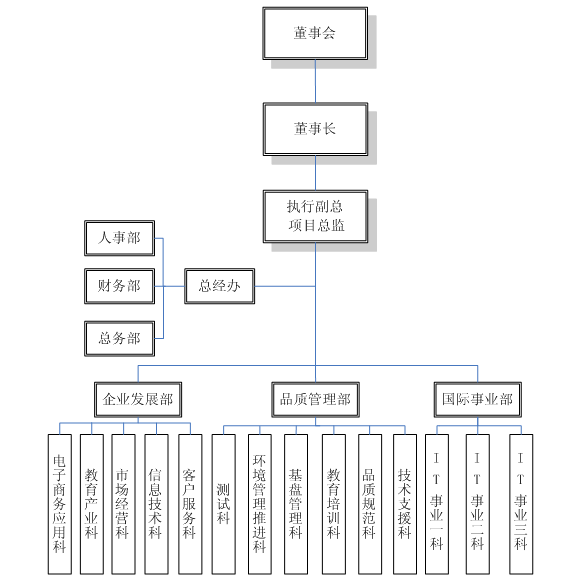 董事会
董事长
执行副总
项目总监
人事部
财务部
总经办
总务部
企业发展部
品质管理部
国际事业部
电子商务应用科
教育产业科
市场经营科
信息技术科
客户服务科
测试科
环境管理推进科
基盘管理科
教育培训科
品质规范科
技术支援科
IT事业一科
IT事业二科
IT事业三科